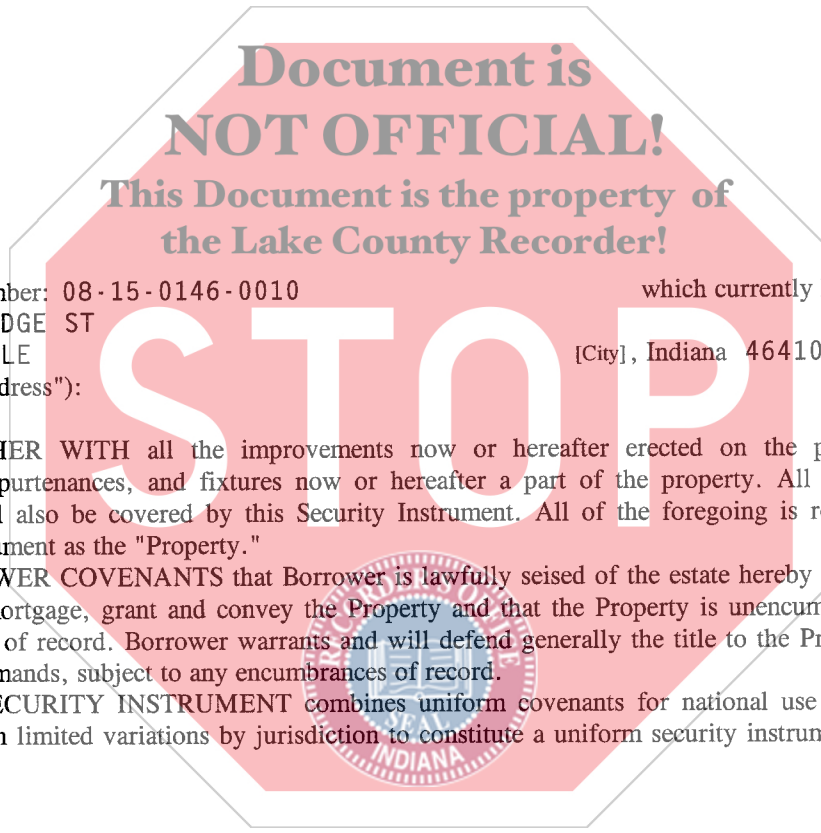 Document is
NOT OFFICIAL!
This Document is the property of
the Lake County Recorder!
mber: 08-15-0146-0010 which currently
DGE ST
LE [City], Indiana 46410
dress"):
STOP
HER WITH all the improvements now or hereafter erected on the p
purtenances, and fixtures now or hereafter a part of the property. All
l also be covered by this Security Instrument. All of the foregoing is r
ument as the "Property."
WER COVENANTS that Borrower is lawfully seised of the estate hereby
ortgage, grant and convey the Property and that the Property is unencum
of record. Borrower warrants and will defend generally the title to the Pr
mands, subject to any encumbrances of record.
ECURITY INSTRUMENT combines uniform covenants for national use
n limited variations by jurisdiction to constitute a uniform security instrum
SEAL
INDIANA